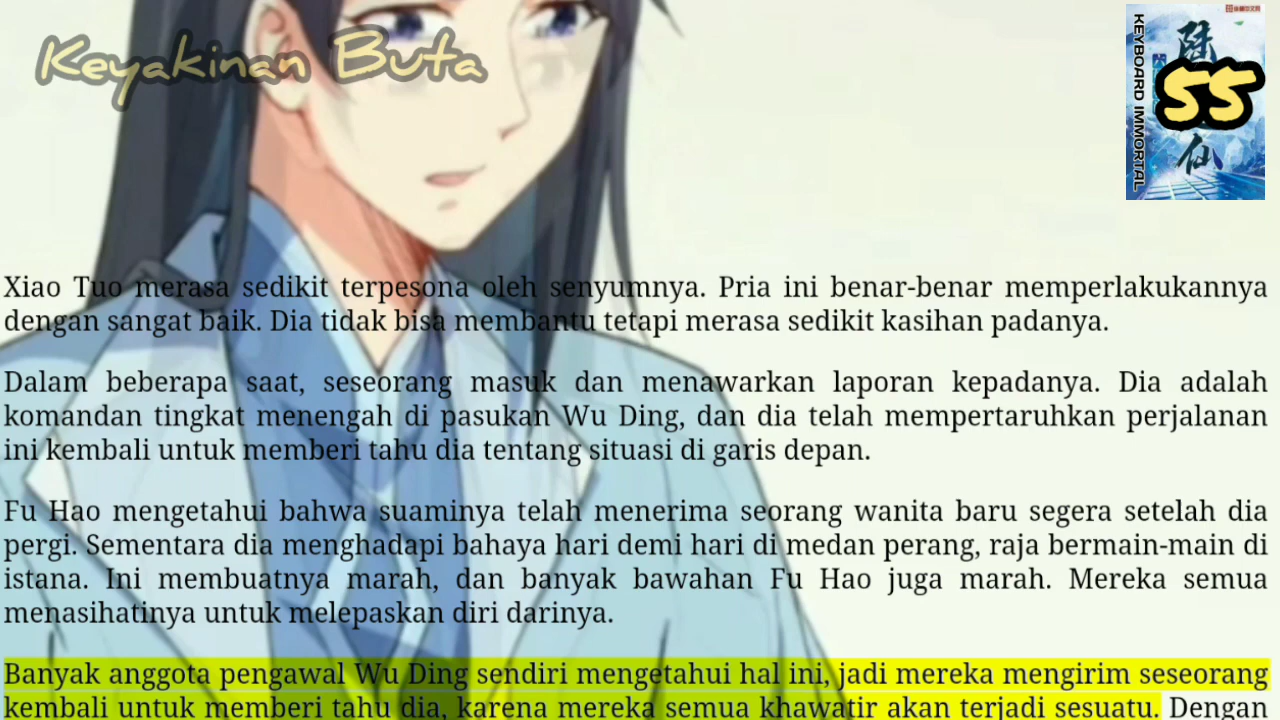 Keyakinan Buta
KEYBOARD IMMORTAL
55
仙
Xiao Tuo merasa sedikit terpesona oleh senyumnya. Pria ini benar-benar memperlakukannya
dengan sangat baik. Dia tidak bisa membantu tetapi merasa sedikit kasihan padanya.
Dalam beberapa saat, seseorang masuk dan menawarkan laporan kepadanya. Dia adalah
komandan tingkat menengah di pasukan Wu Ding, dan dia telah mempertaruhkan perjalanan
ini kembali untuk memberi tahu dia tentang situasi di garis depan.
Fu Hao mengetahui bahwa suaminya telah menerima seorang wanita baru segera setelah dia
pergi. Sementara dia menghadapi bahaya hari demi hari di medan perang, raja bermain-main di
istana. Ini membuatnya marah, dan banyak bawahan Fu Hao juga marah. Mereka semua
menasihatinya untuk melepaskan diri darinya.
Banyak anggota pengawal Wu Ding sendiri mengetahui hal ini, jadi mereka mengirim seseorang
kembali untuk memberi tahu dia, karena mereka semua khawatir akan terjadi sesuatu. Dengan